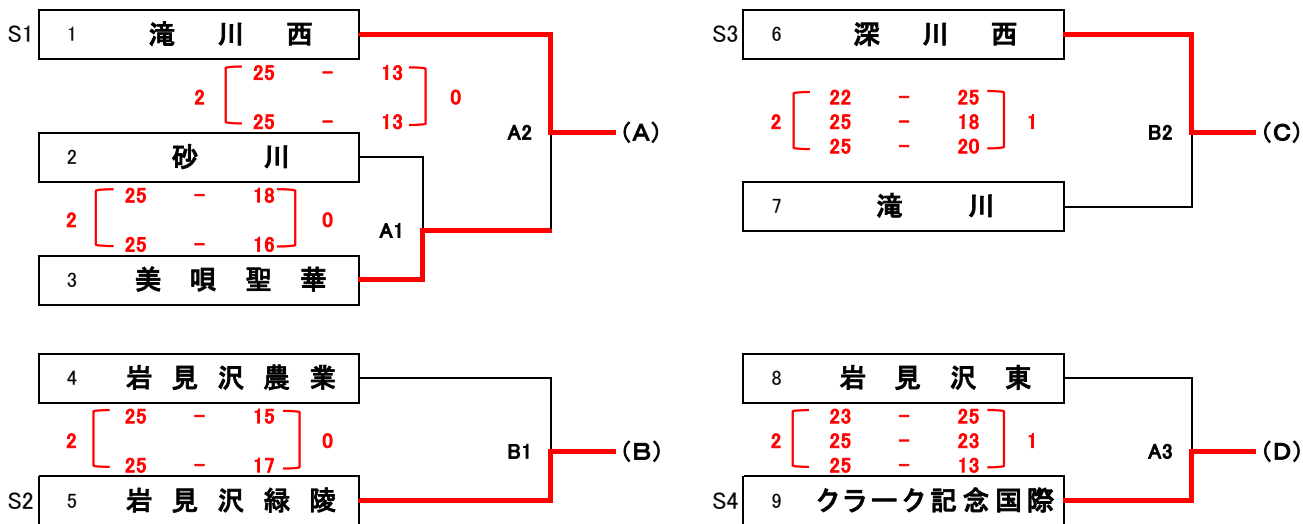 S1 1 滝川西
25 - 13
2 0
25 - 13
A2 (A)
2 砂川
25 - 18
2 0
25 - 16
A1
3 美唄聖華
4 岩見沢農業
25 - 15
2 0
25 - 17
B1 (B)
S2 5 岩見沢緑陵
S3 6 深川西
22 - 25
2 25 - 18 1
25 - 20
B2 (C)
7 滝川
8 岩見沢東
23 - 25
2 25 - 23 1
25 - 13
A3 (D)
S4 9 クラーク記念国際